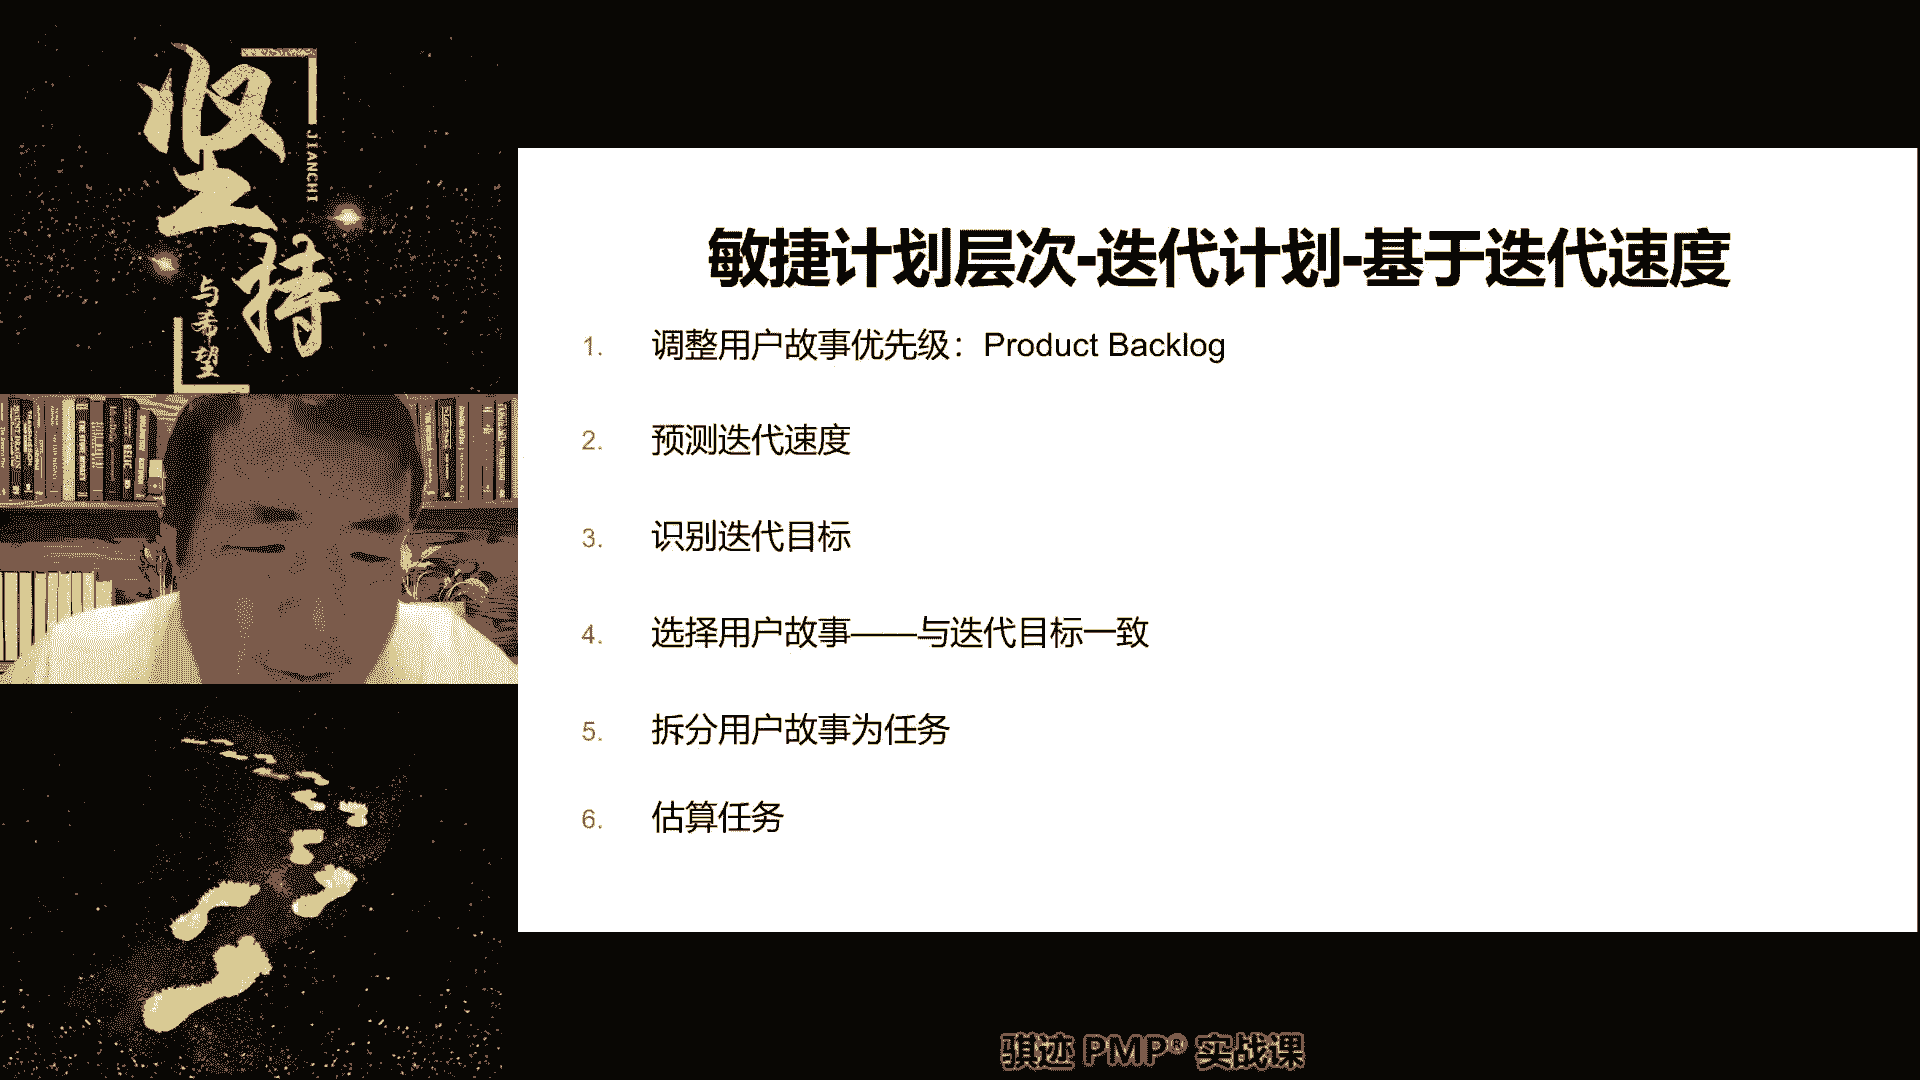 坚持
JIANCHI
与希望
敏捷计划层次-迭代计划-基于迭代速度
1. 调整用户故事优先级：Product Backlog
2. 预测迭代速度
3. 识别迭代目标
4. 选择用户故事——与迭代目标一致
5. 拆分用户故事为任务
6. 估算任务
骐迹 PMP® 实战课